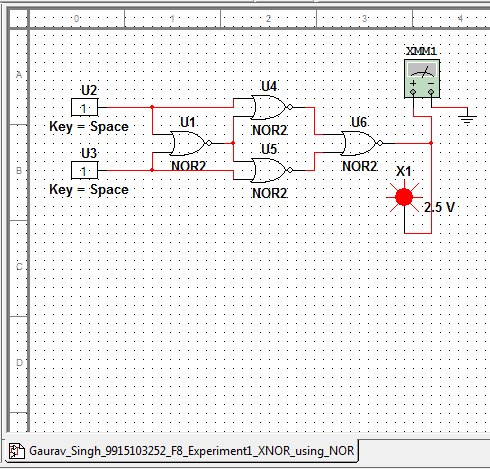 0 1 2 3 4
A
XMM1
U2
U4
1
U1
U6
Key = Space
NOR2
U3
U5
B
1
NOR2
NOR2
X1
Key = Space
NOR2
2.5 V
C
D
Gaurav_Singh_9915103252_F8_Experiment1_XNOR_using_NOR